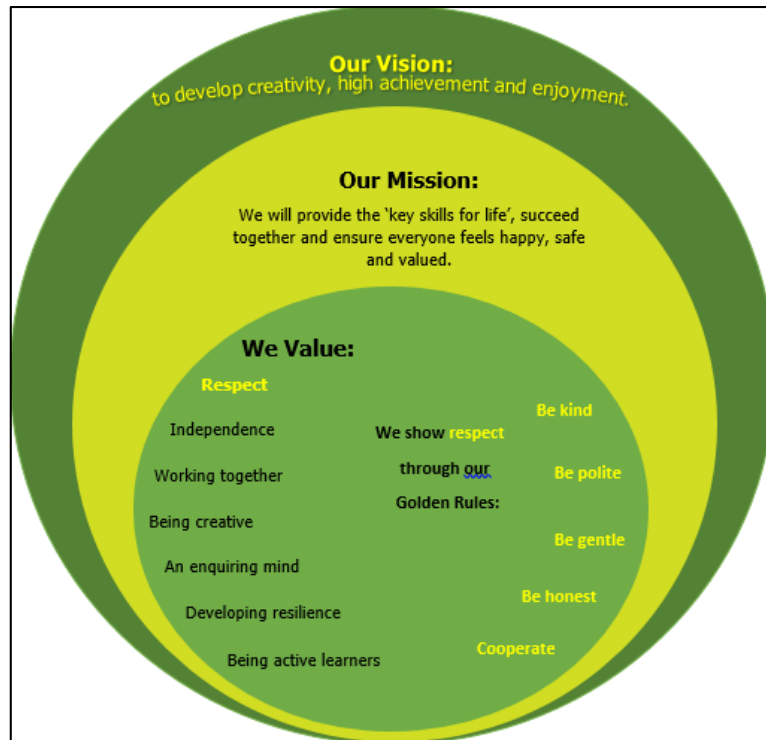 Our Vision:
to develop creativity, high achievement and enjoyment.
Our Mission:
We will provide the ‘key skills for life’, succeed
together and ensure everyone feels happy, safe
and valued.
We Value:
Respect
Independence
Working together
Being creative
An enquiring mind
Developing resilience
Being active learners
We show respect
through our
Golden Rules:
Be kind
Be polite
Be gentle
Be honest
Cooperate